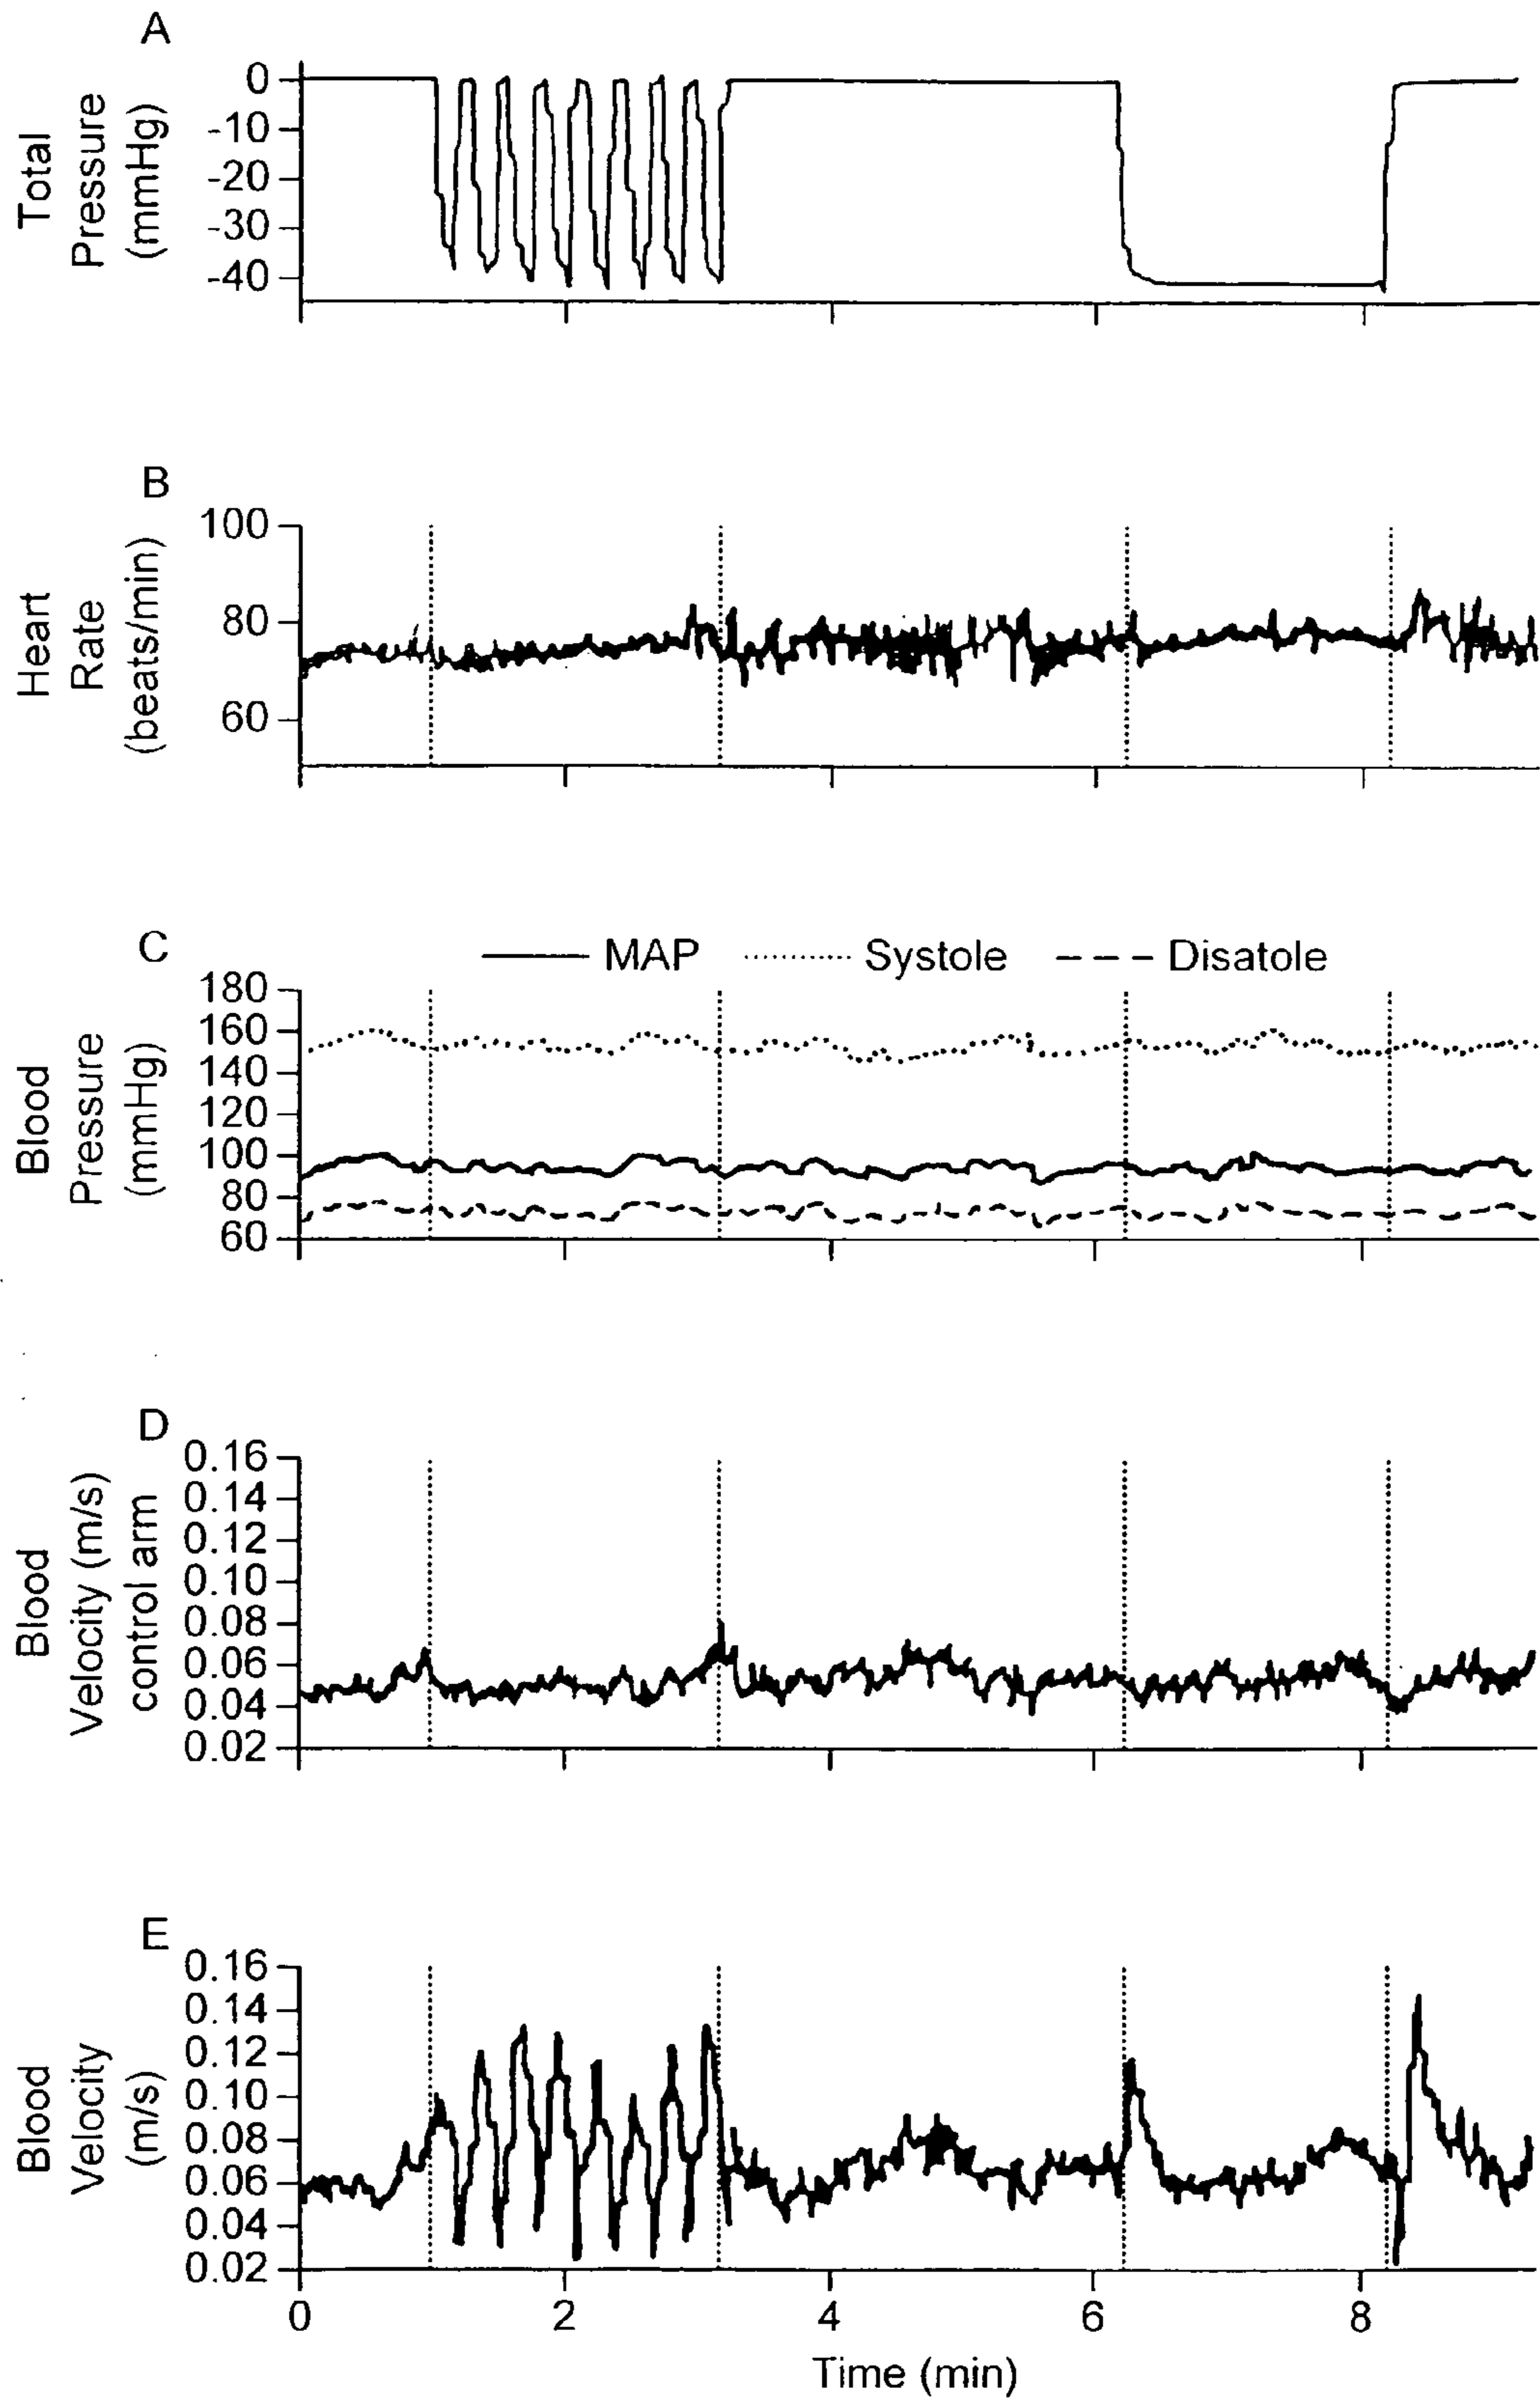 A
Total
Pressure
(mmHg)
0
-10
-20
-30
-40
B
Heart
Rate
(beats/min)
100
80
60
C
MAP Systole Disatole
Blood
Pressure
(mmHg)
180
160
140
120
100
80
60
D
Blood
Velocity (m/s)
control arm
0.16
0.14
0.12
0.10
0.08
0.06
0.04
0.02
E
Blood
Velocity
(m/s)
0.16
0.14
0.12
0.10
0.08
0.06
0.04
0.02
0 2 4 6 8
Time (min)